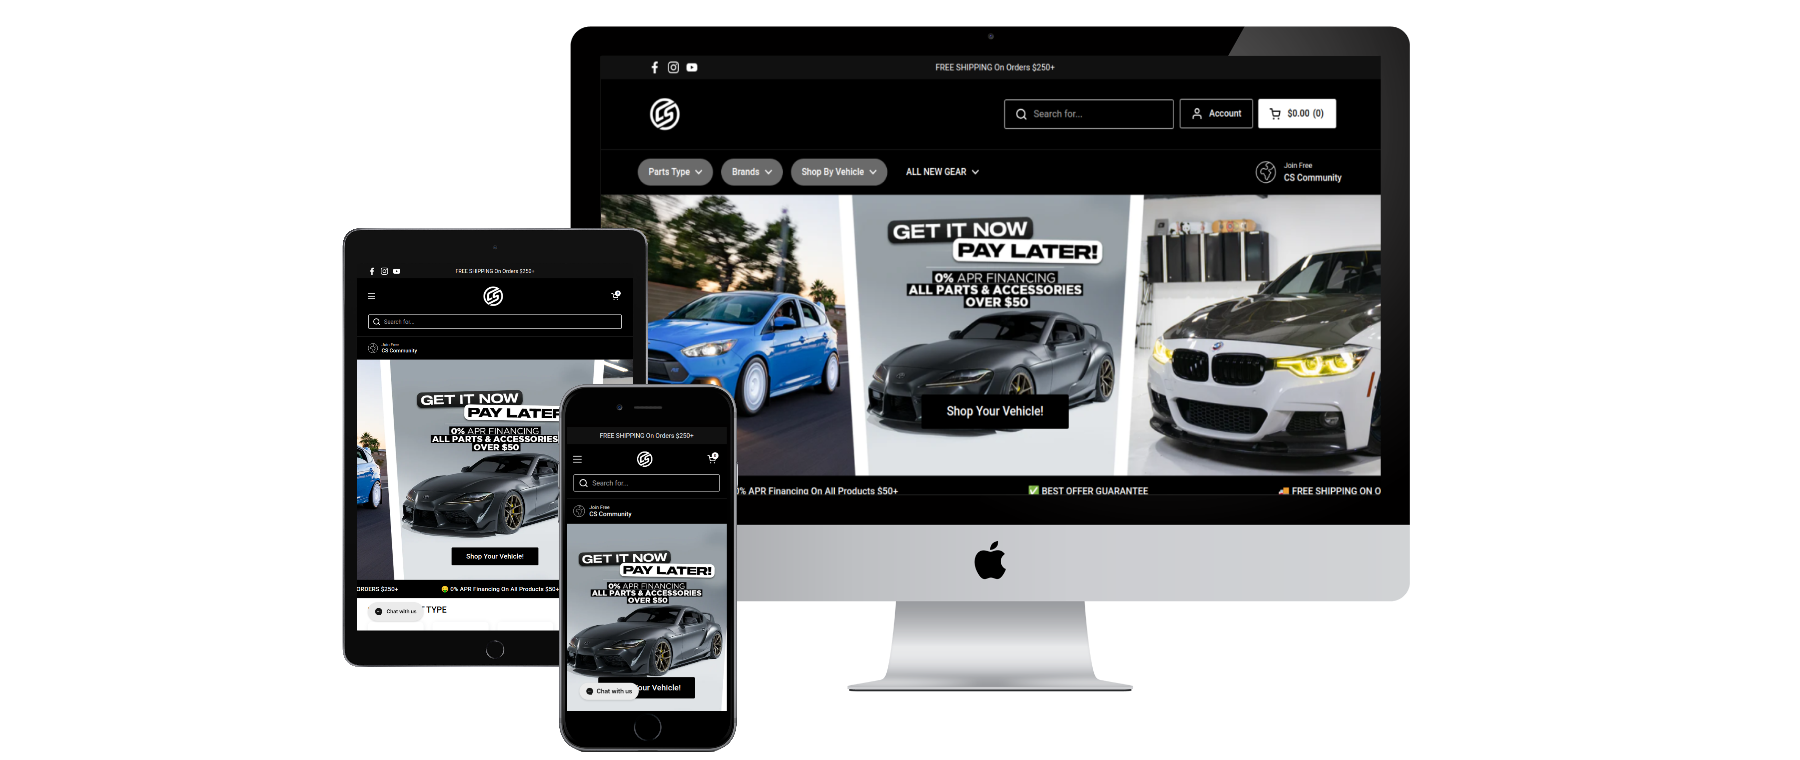 FREE SHIPPING On Orders $250+
Search for...
Account
$0.00 (0)
Parts Type
Brands
Shop By Vehicle
ALL NEW GEAR
Join Free
CS Community
GET IT NOW
PAY LATER!
0% APR FINANCING
ALL PARTS & ACCESSORIES
OVER $50
Shop Your Vehicle!
0% APR Financing On All Products $50+
✅ BEST OFFER GUARANTEE
🚚 FREE SHIPPING ON O
FREE SHIPPING On Orders $250+
Search for...
Join Free
CS Community
GET IT NOW
PAY LATER
0% APR FINANCING
ALL PARTS & ACCESSORIES
OVER $50
Shop Your Vehicle!
ORDERS $250+
0% APR Financing On All Products $50+
Chat with us
TYPE
FREE SHIPPING On Orders $250+
0
Search for...
Join Free
CS Community
GET IT NOW
PAY LATER!
0% APR FINANCING
ALL PARTS & ACCESSORIES
OVER $50
our Vehicle!
Chat with us